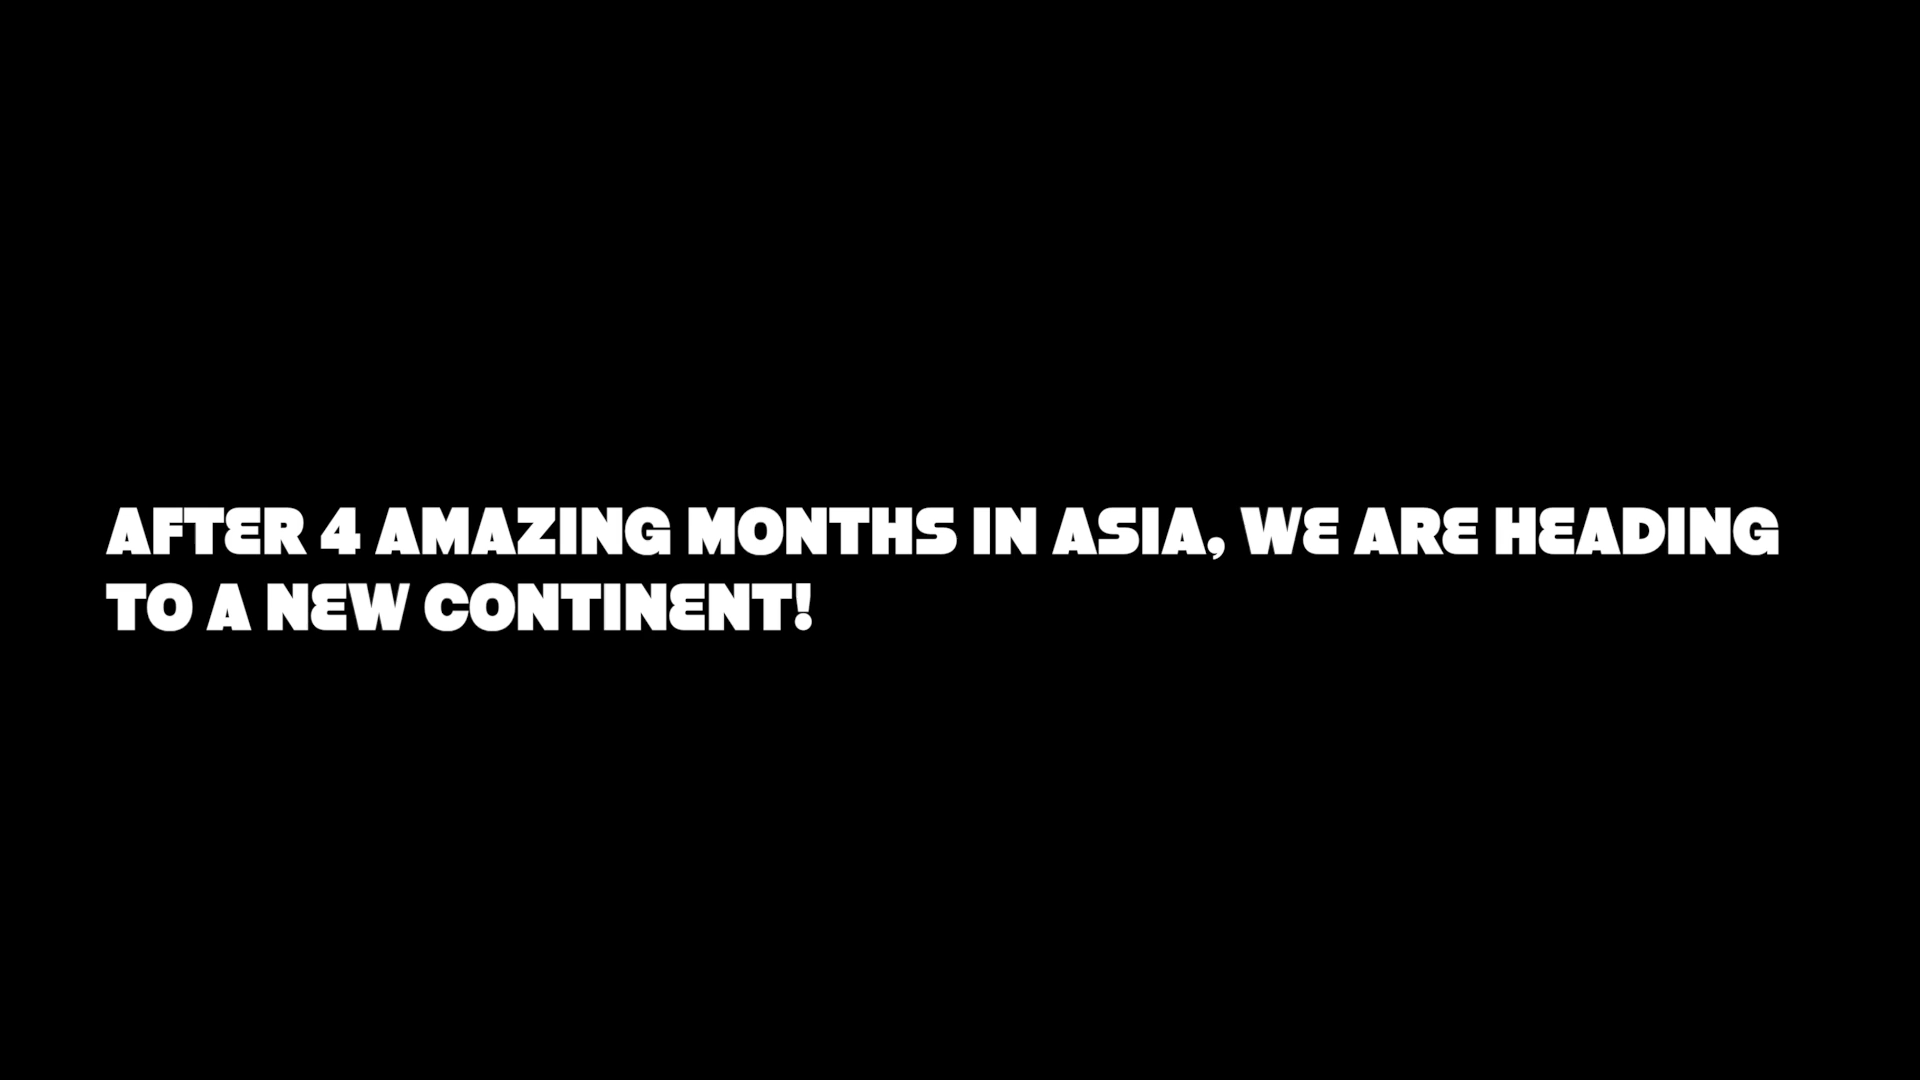 AFTER 4 AMAZING MONTHS IN ASIA, WE ARE HEADING
TO A NEW CONTINENT!